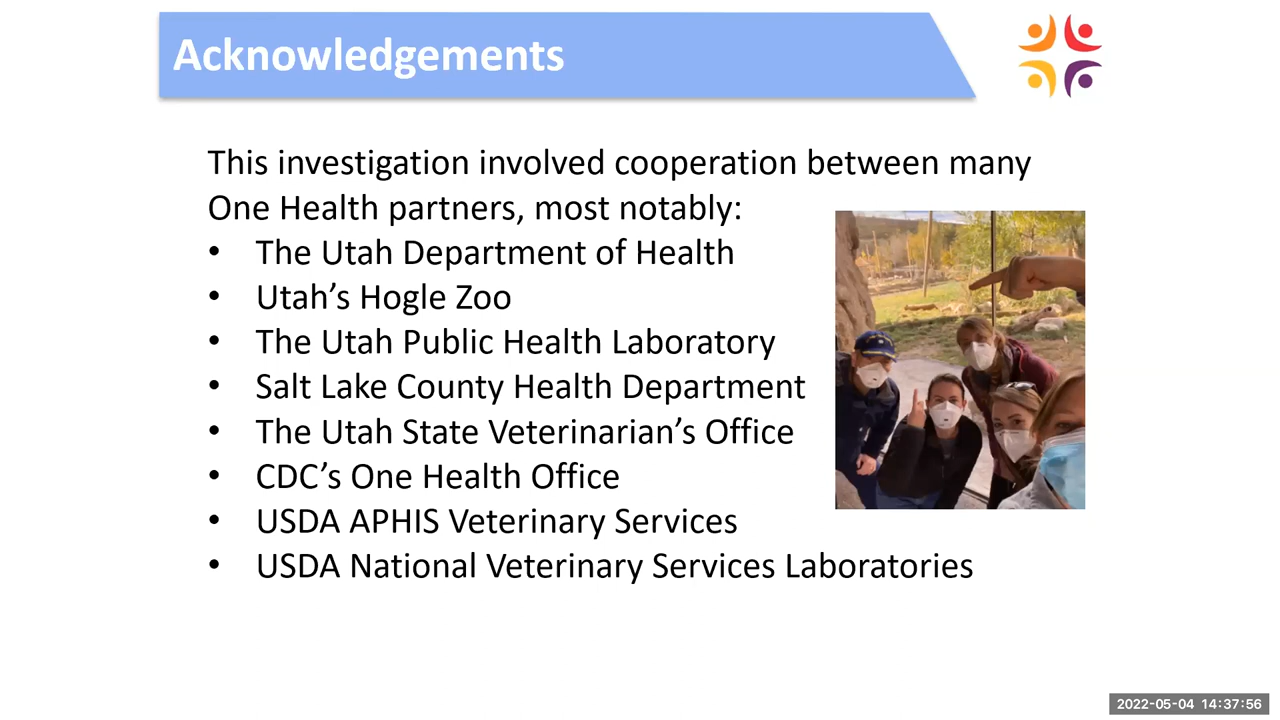 Acknowledgements
This investigation involved cooperation between many
One Health partners, most notably:
• The Utah Department of Health
• Utah’s Hogle Zoo
• The Utah Public Health Laboratory
• Salt Lake County Health Department
• The Utah State Veterinarian’s Office
• CDC’s One Health Office
• USDA APHIS Veterinary Services
• USDA National Veterinary Services Laboratories
2022-05-04 14:37:56